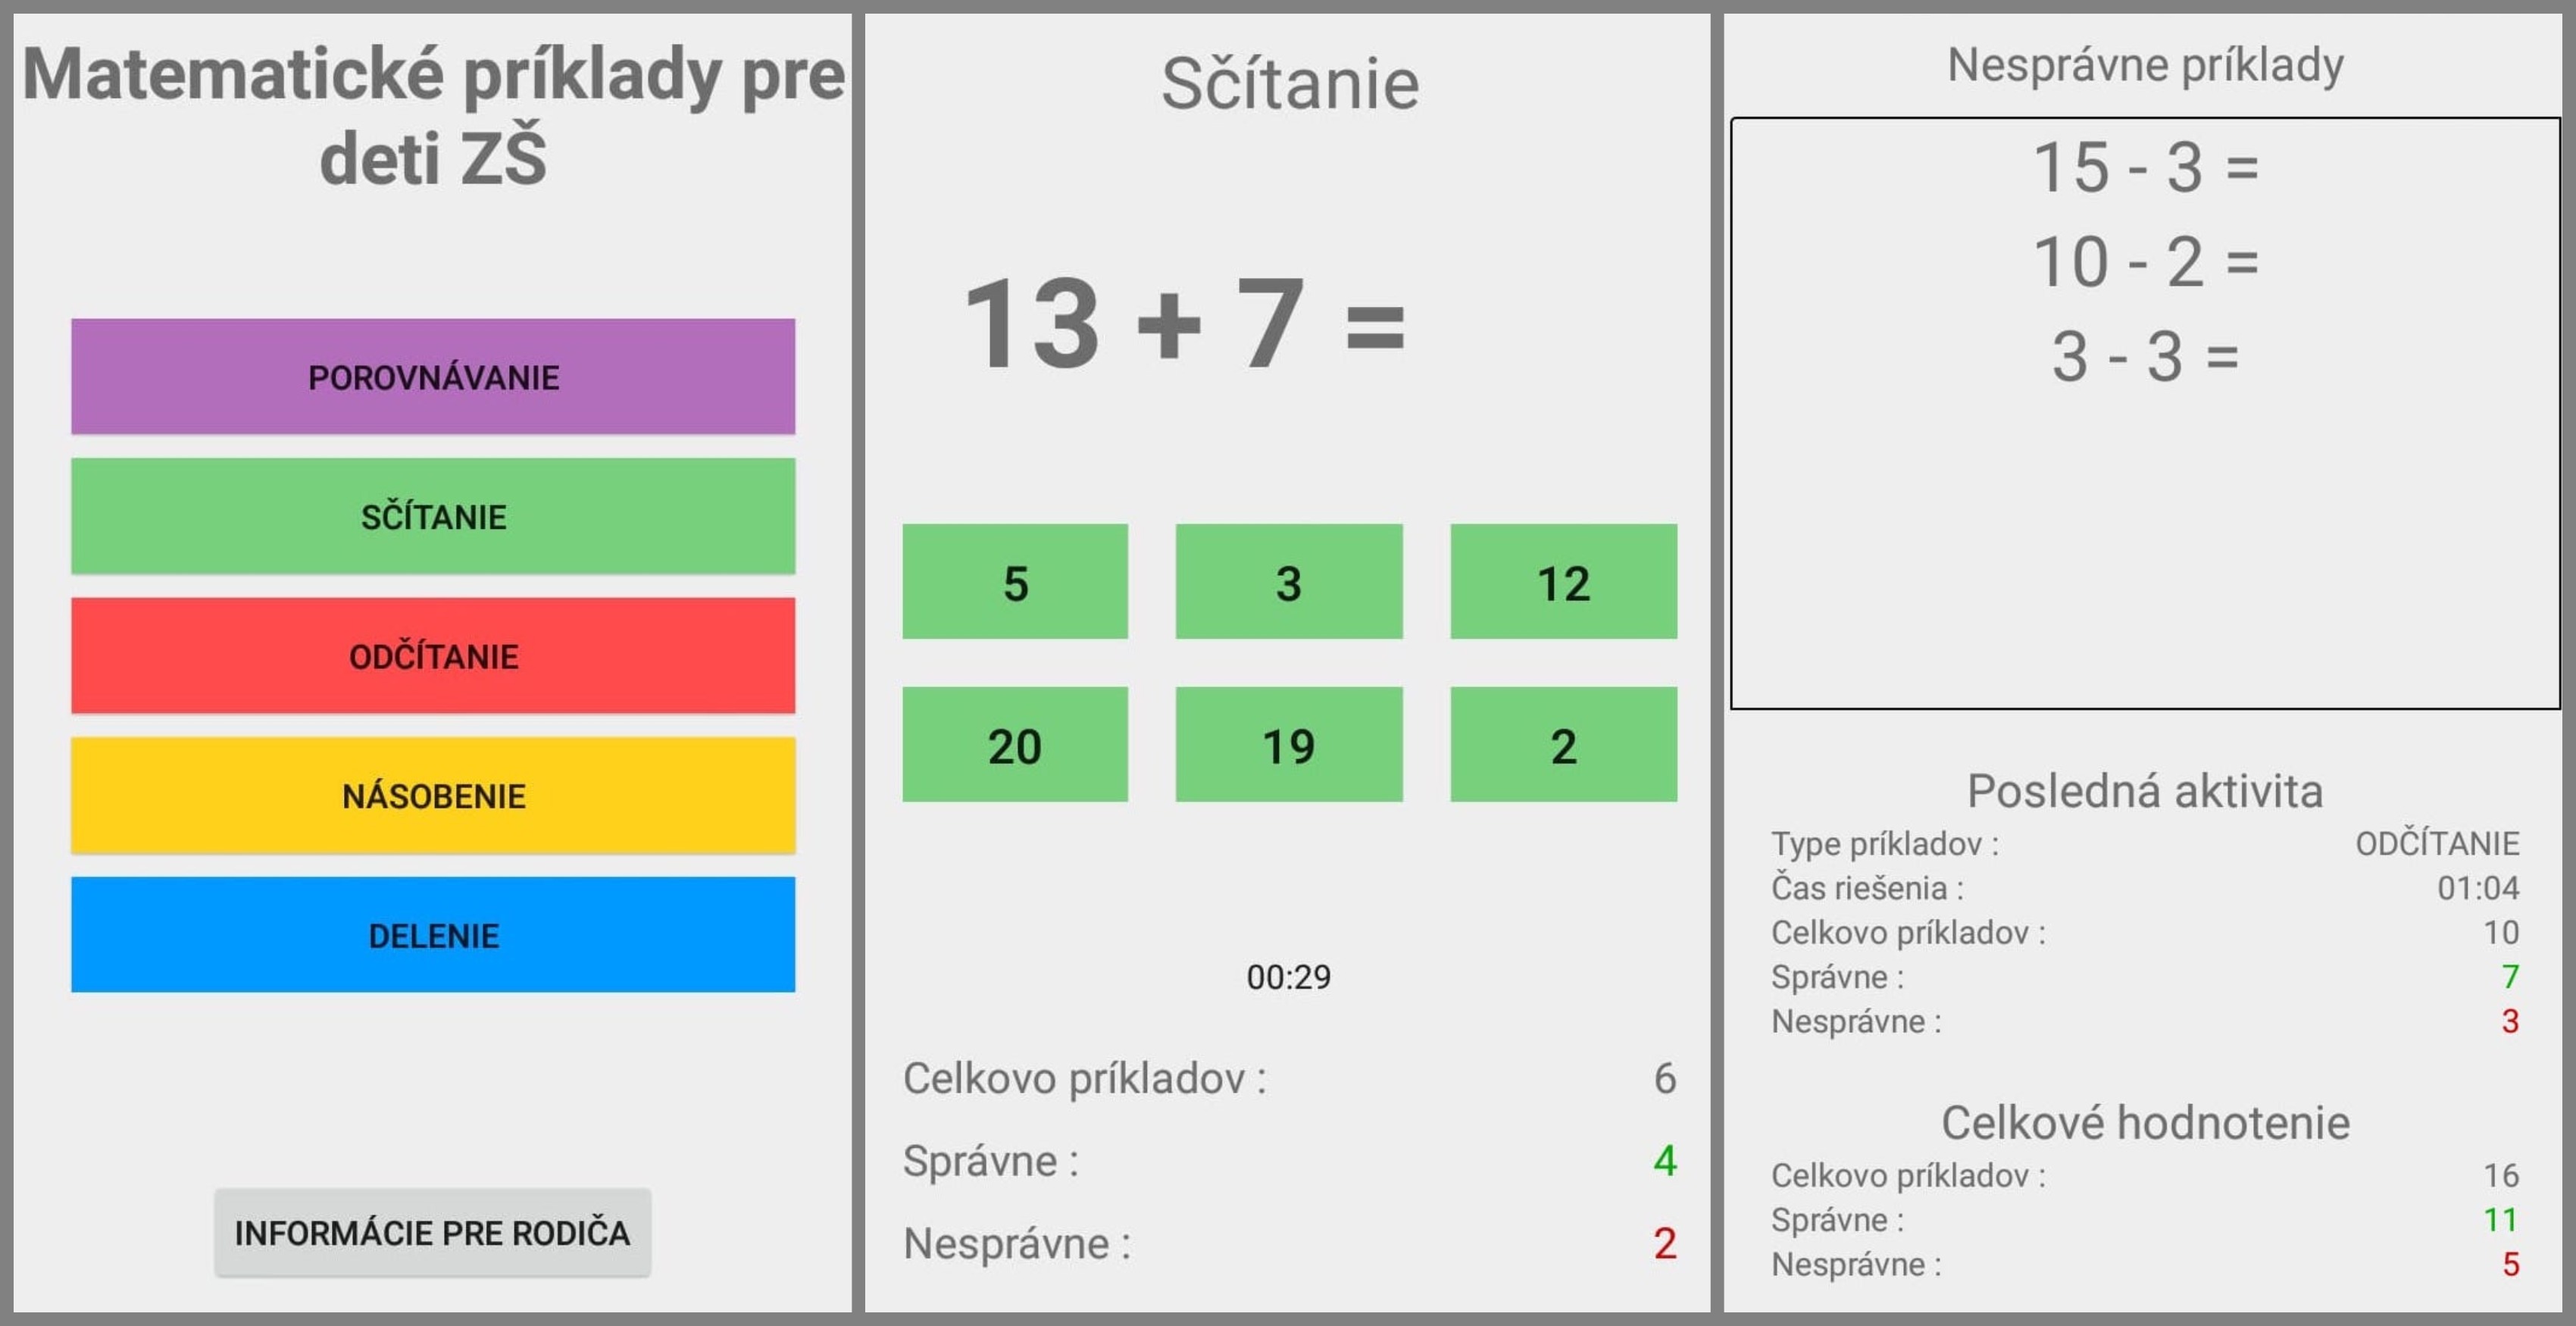 Matematické príklady pre
deti ZŠ
POROVNÁVANIE
SČÍTANIE
ODČÍTANIE
NÁSOBENIE
DELENIE
INFORMÁCIE PRE RODIČA
Sčítanie
13 + 7 =
5 3 12
20 19 2
00:29
Celkovo príkladov : 6
Správne : 4
Nesprávne : 2
Nesprávne príklady
15 - 3 =
10 - 2 =
3 - 3 =
Posledná aktivita
Type príkladov : ODČÍTANIE
Čas riešenia : 01:04
Celkovo príkladov : 10
Správne : 7
Nesprávne : 3
Celkové hodnotenie
Celkovo príkladov : 16
Správne : 11
Nesprávne : 5